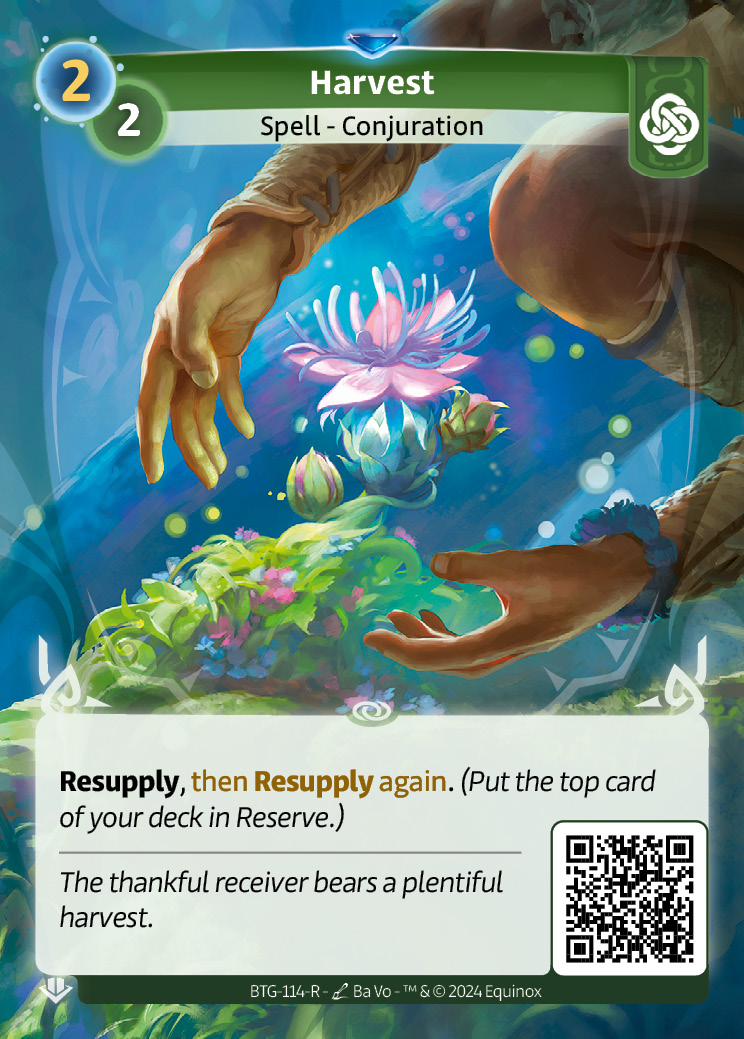 2
Harvest
2
Spell - Conjuration
Resupply, then Resupply again. (Put the top card
of your deck in Reserve.)
The thankful receiver bears a plentiful
harvest.
BTG-114-R - Ba Vo - ™ & © 2024 Equinox